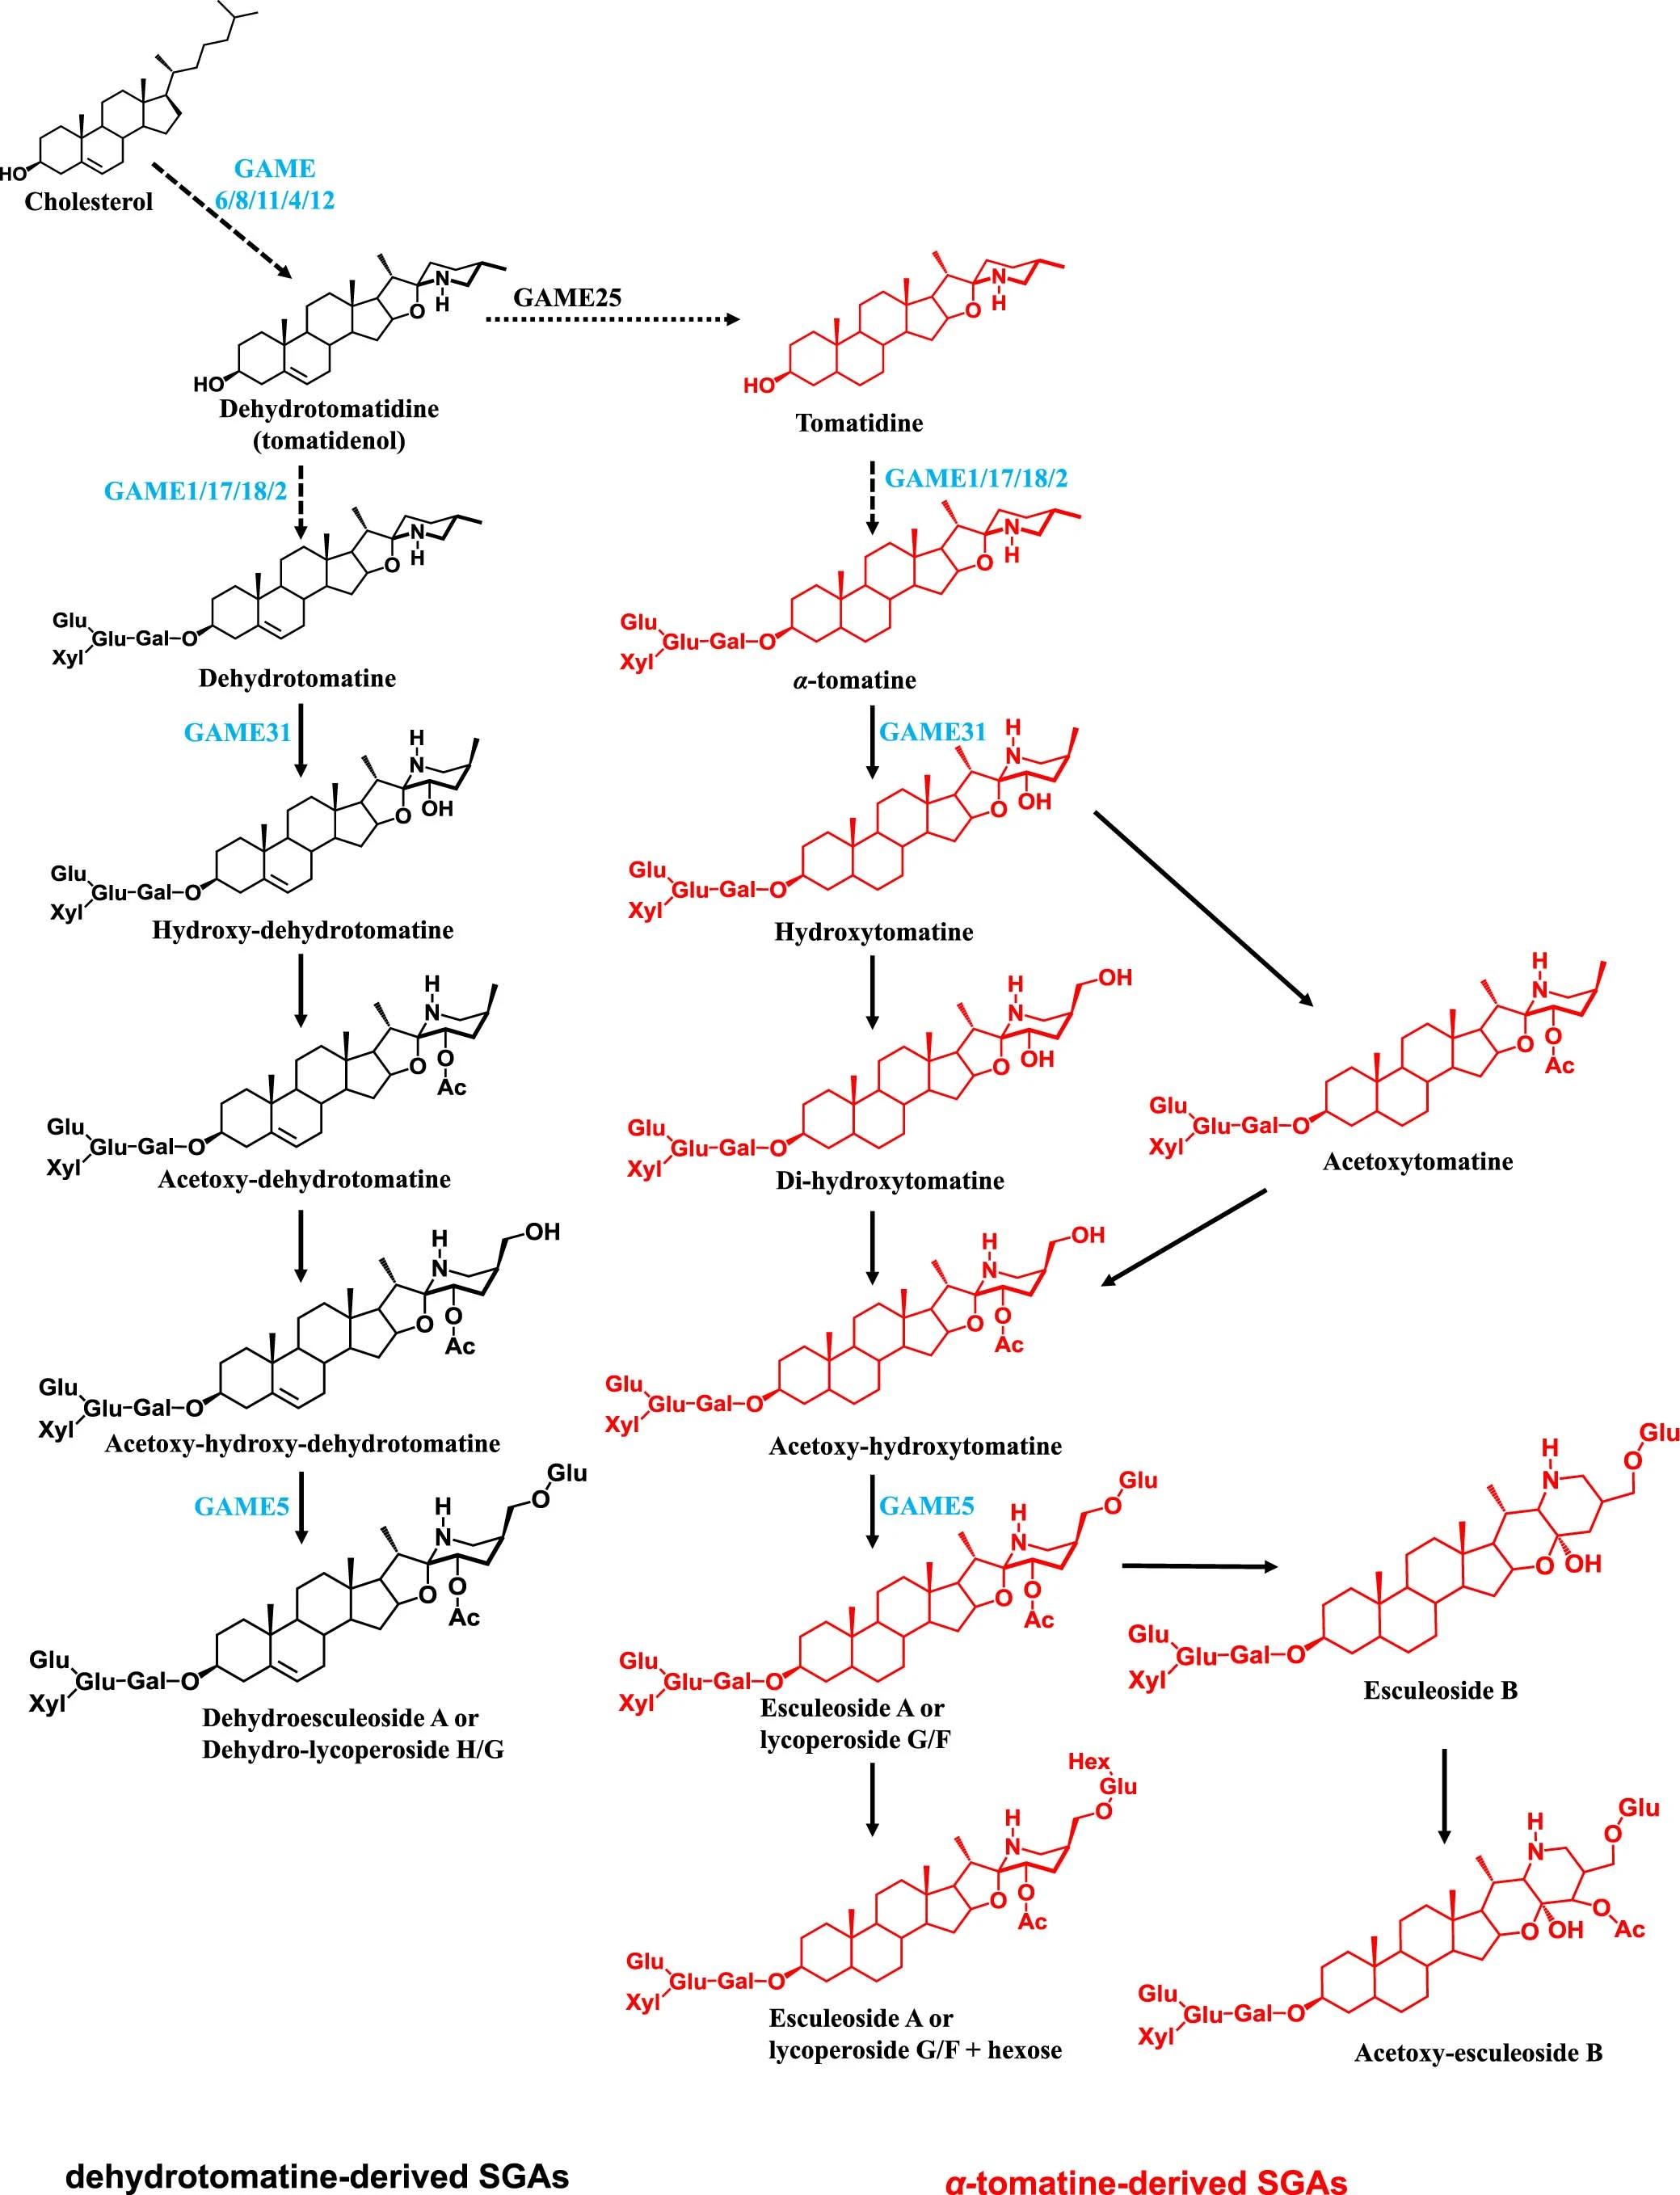 HO
Cholesterol
GAME
6/8/11/4/12
N
H
O
HO
Dehydrotomatidine
(tomatidenol)
GAME25
N
H
O
HO
Tomatidine
GAME1/17/18/2
GAME1/17/18/2
N
H
O
Glu
Glu-Gal-O
Xyl
Dehydrotomatine
N
H
O
Glu
Glu-Gal-O
Xyl
α-tomatine
GAME31
GAME31
H
N
OH
O
Glu
Glu-Gal-O
Xyl
Hydroxy-dehydrotomatine
H
N
OH
O
Glu
Glu-Gal-O
Xyl
Hydroxytomatine
H
N
O
O
Ac
Glu
Glu-Gal-O
Xyl
Acetoxy-dehydrotomatine
OH
H
N
OH
O
Glu
Glu-Gal-O
Xyl
Di-hydroxytomatine
H
N
O
O
Ac
Glu
Glu-Gal-O
Xyl
Acetoxytomatine
OH
H
N
O
O
Ac
Glu
Glu-Gal-O
Xyl
Acetoxy-hydroxy-dehydrotomatine
OH
H
N
O
O
Ac
Glu
Glu-Gal-O
Xyl
Acetoxy-hydroxytomatine
GAME5
GAME5
Glu
O
H
N
O
O
Ac
Glu
Glu-Gal-O
Xyl
Dehydroesculeoside A or
Dehydro-lycoperoside H/G
Glu
O
H
N
O
O
Ac
Glu
Glu-Gal-O
Xyl
Esculeoside A or
lycoperoside G/F
Glu
O
H
N
O
OH
Glu
Glu-Gal-O
Xyl
Esculeoside B
Hex
Glu
O
H
N
O
O
Ac
Glu
Glu-Gal-O
Xyl
Esculeoside A or
lycoperoside G/F + hexose
Glu
O
H
N
O
O
OH
Ac
Glu
Glu-Gal-O
Xyl
Acetoxy-esculeoside B
dehydrotomatine-derived SGAs
α-tomatine-derived SGAs